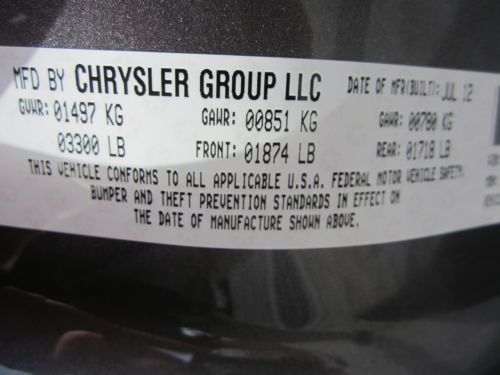 MFD BY CHRYSLER GROUP LLC DATE OF MFR(BUILT): JUL 12
GVWR: 01497 KG GAWR: 00851 KG GAWR: 00780 KG
03300 LB FRONT: 01874 LB REAR: 01718 LB
THIS VEHICLE CONFORMS TO ALL APPLICABLE U.S.A. FEDERAL MOTOR VEHICLE SAFETY,
BUMPER AND THEFT PREVENTION STANDARDS IN EFFECT ON
THE DATE OF MANUFACTURE SHOWN ABOVE.